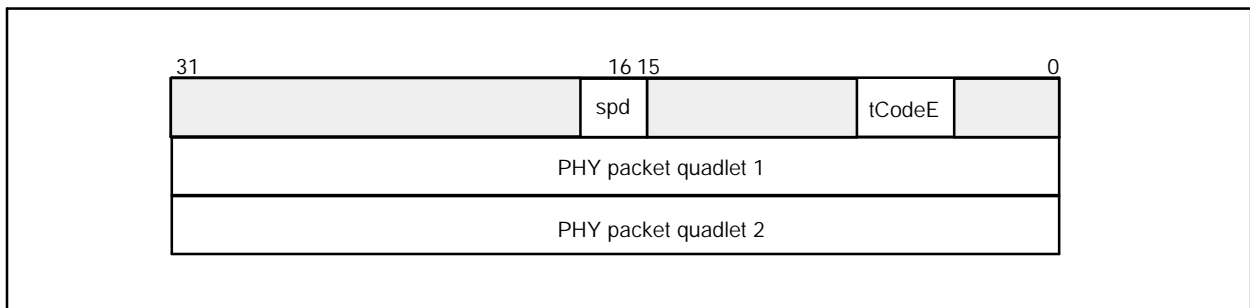 31 16 15 0
spd tCodeE
PHY packet quadlet 1
PHY packet quadlet 2